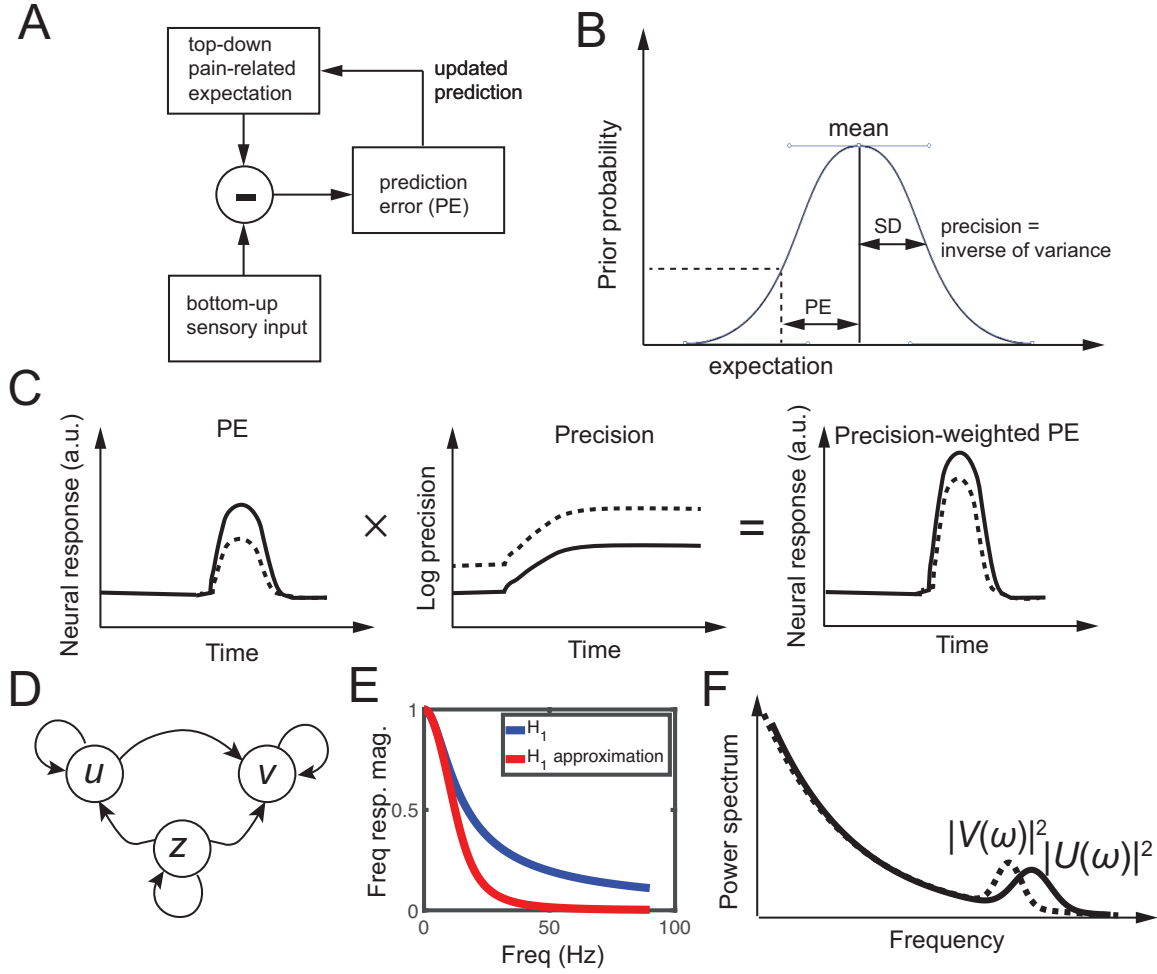 A
top-down
pain-related
expectation
updated
prediction
-
prediction
error (PE)
bottom-up
sensory input
B
Prior probability
mean
SD
precision =
inverse of variance
PE
expectation
C
PE
Neural response (a.u.)
Time
×
Precision
Log precision
Time
=
Precision-weighted PE
Neural response (a.u.)
Time
D
u
v
z
E
Freq resp. mag.
1
0.5
0
H1
H1 approximation
0
50
100
Freq (Hz)
F
Power spectrum
|V(ω)|²
|U(ω)|²
Frequency